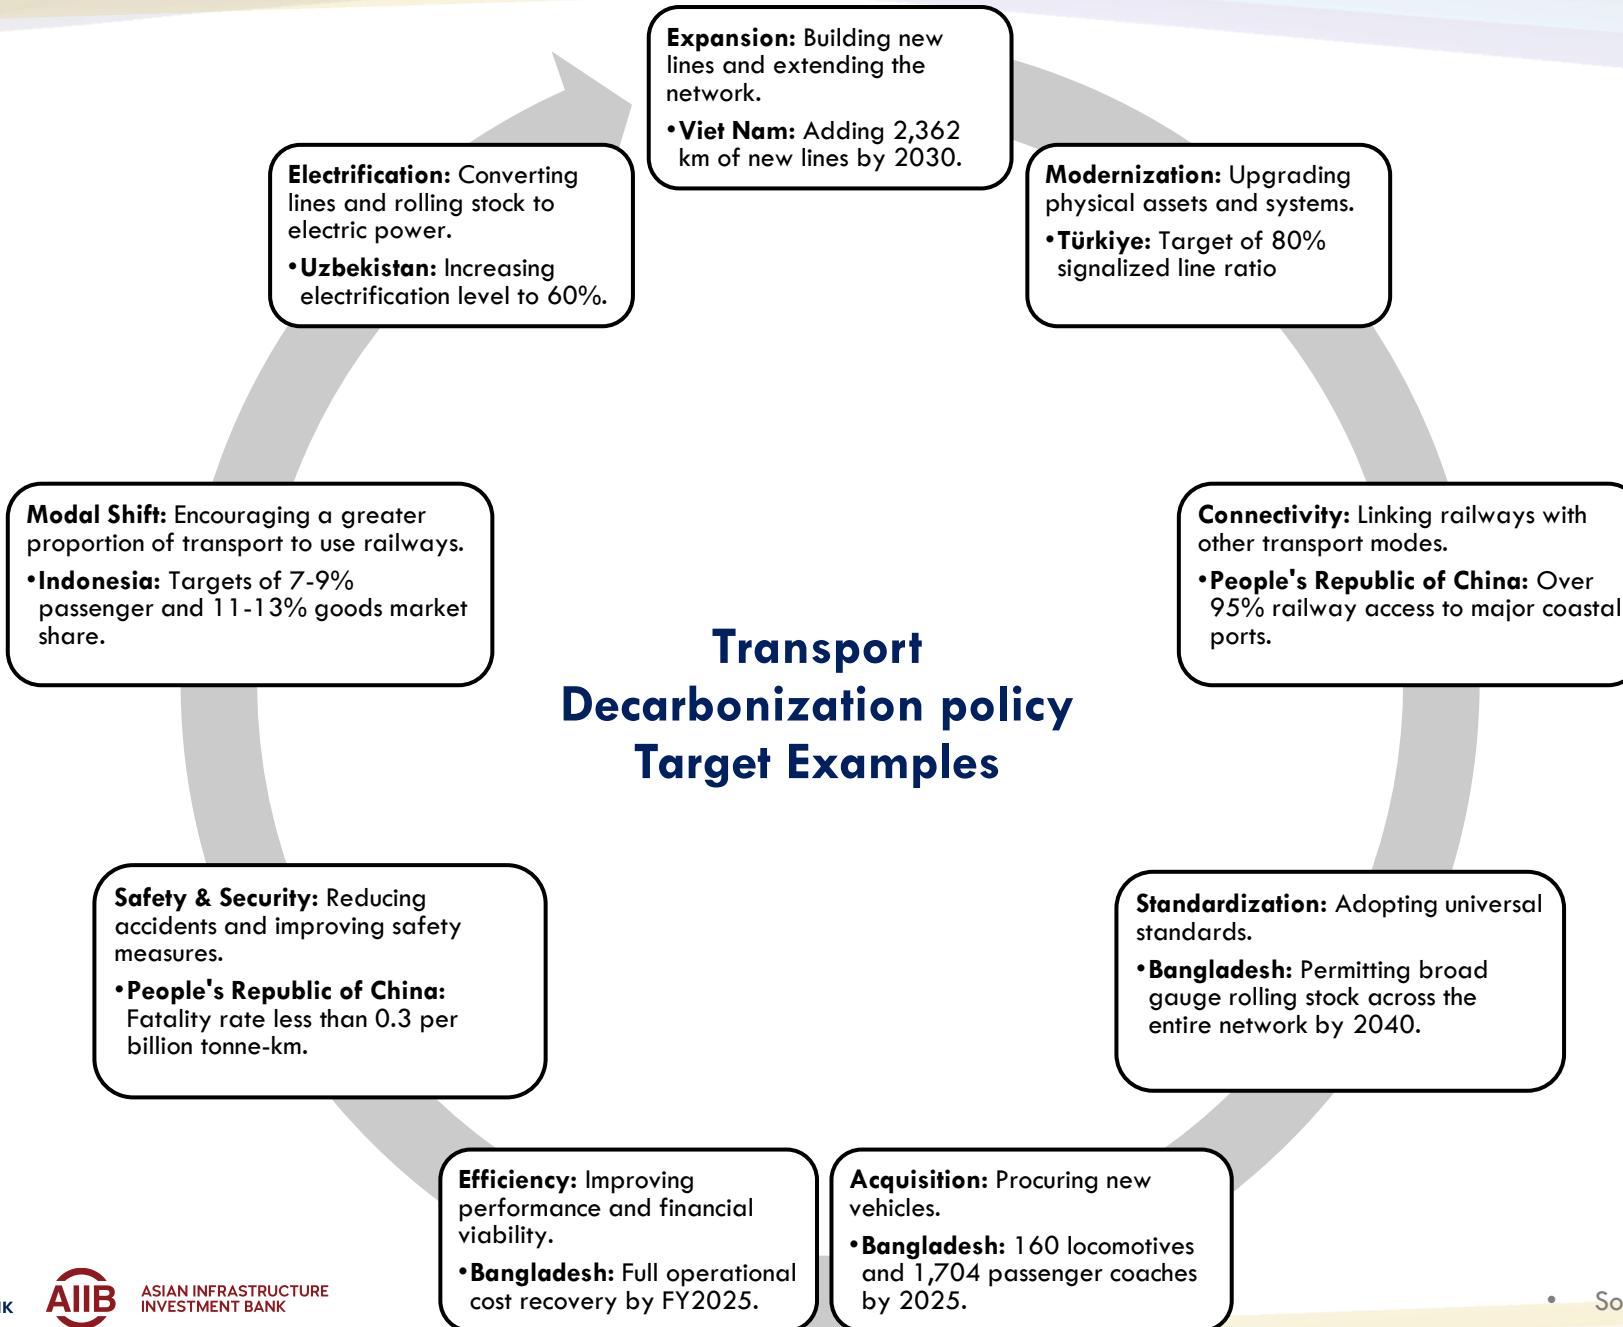 Expansion: Building new
lines and extending the
network.
•Viet Nam: Adding 2,362
km of new lines by 2030.
Modernization: Upgrading
physical assets and systems.
•Türkiye: Target of 80%
signalized line ratio
Connectivity: Linking railways with
other transport modes.
•People's Republic of China: Over
95% railway access to major coastal
ports.
Standardization: Adopting universal
standards.
•Bangladesh: Permitting broad
gauge rolling stock across the
entire network by 2040.
Acquisition: Procuring new
vehicles.
•Bangladesh: 160 locomotives
and 1,704 passenger coaches
by 2025.
Efficiency: Improving
performance and financial
viability.
•Bangladesh: Full operational
cost recovery by FY2025.
Safety & Security: Reducing
accidents and improving safety
measures.
•People's Republic of China:
Fatality rate less than 0.3 per
billion tonne-km.
Modal Shift: Encouraging a greater
proportion of transport to use railways.
•Indonesia: Targets of 7-9%
passenger and 11-13% goods market
share.
Electrification: Converting
lines and rolling stock to
electric power.
•Uzbekistan: Increasing
electrification level to 60%.
Transport
Decarbonization policy
Target Examples
AIIB
ASIAN INFRASTRUCTURE
INVESTMENT BANK